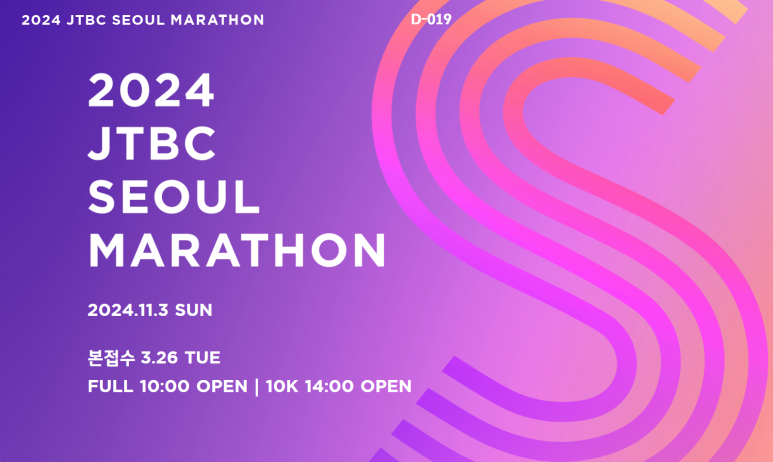 2024 JTBC SEOUL MARATHON
D-019
2024
JTBC
SEOUL
MARATHON
2024.11.3 SUN
본접수 3.26 TUE
FULL 10:00 OPEN | 10K 14:00 OPEN